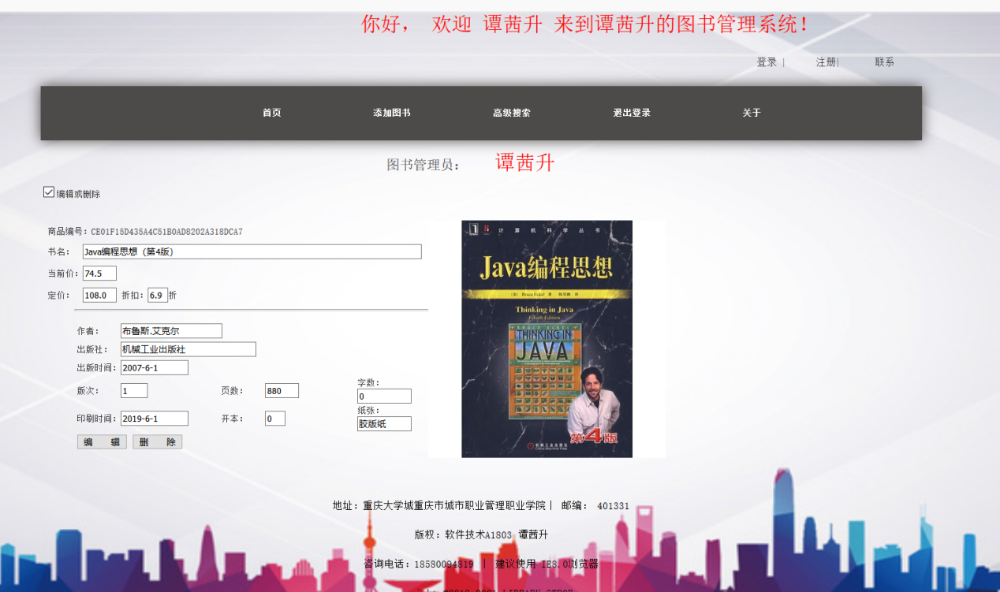 你好， 欢迎 谭茜升 来到谭茜升的图书管理系统！
登录 | 注册| 联系
首页 添加图书 高级搜索 退出登录 关于
图书管理员： 谭茜升
编辑或删除
商品编号：CE01F15D435A4C51B0AD8202A318DCA7
书名： Java编程思想（第4版）
当前价： 74.5
定价： 108.0 折扣： 6.9 折
作者： 布鲁斯.艾克尔
出版社： 机械工业出版社
出版时间： 2007-6-1
版次： 1 页数： 880 字数： 0
纸张： 胶版纸
印刷时间： 2019-6-1 开本： 0
编 辑 删 除
计算机科学丛书
Java编程思想
（美） Bruce Eckel 著 陈昊鹏 译
Thinking in Java
Fourth Edition
THINKING IN
JAVA
第4版
机械工业出版社
China Machine Press
地址：重庆大学城重庆市城市职业管理职业学院| 邮编： 401331
版权：软件技术A1803 谭茜升
咨询电话：18580094819 | 建议使用 IE8.0浏览器